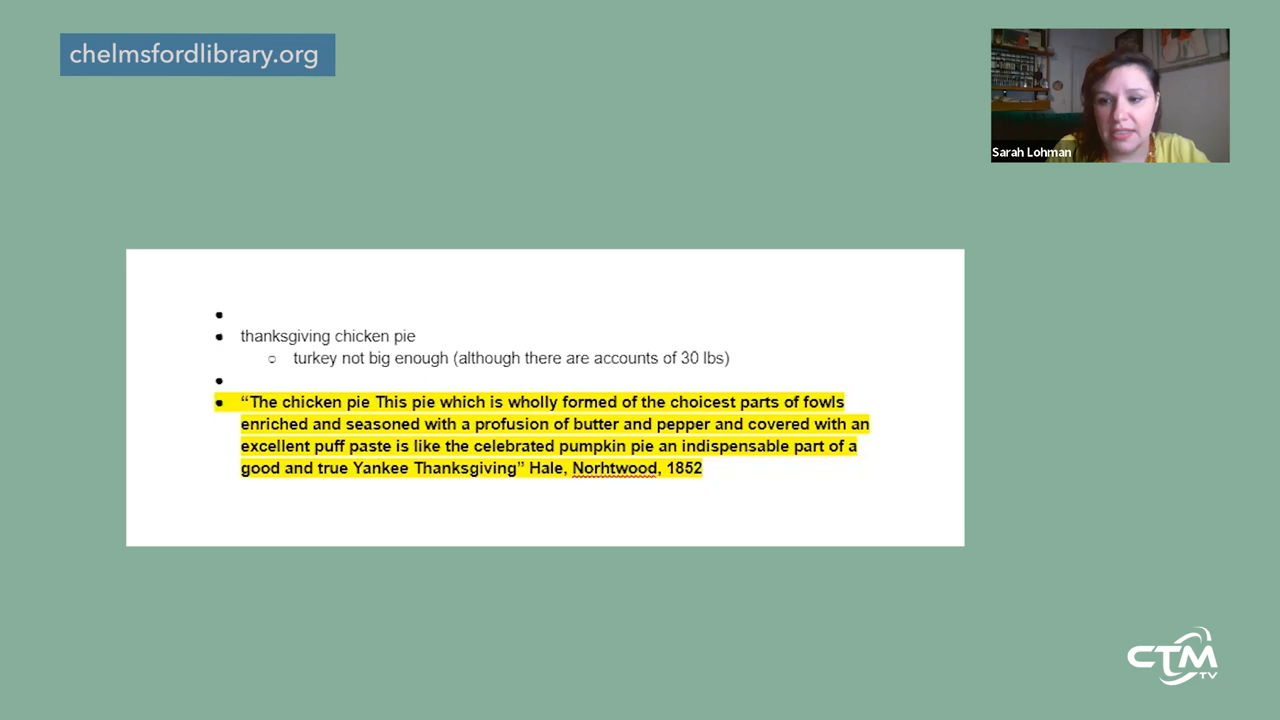 chelmsfordlibrary.org
Sarah Lohman
thanksgiving chicken pie
turkey not big enough (although there are accounts of 30 lbs)
“The chicken pie This pie which is wholly formed of the choicest parts of fowls
enriched and seasoned with a profusion of butter and pepper and covered with an
excellent puff paste is like the celebrated pumpkin pie an indispensable part of a
good and true Yankee Thanksgiving” Hale, Norhtwood, 1852
CTM
TV